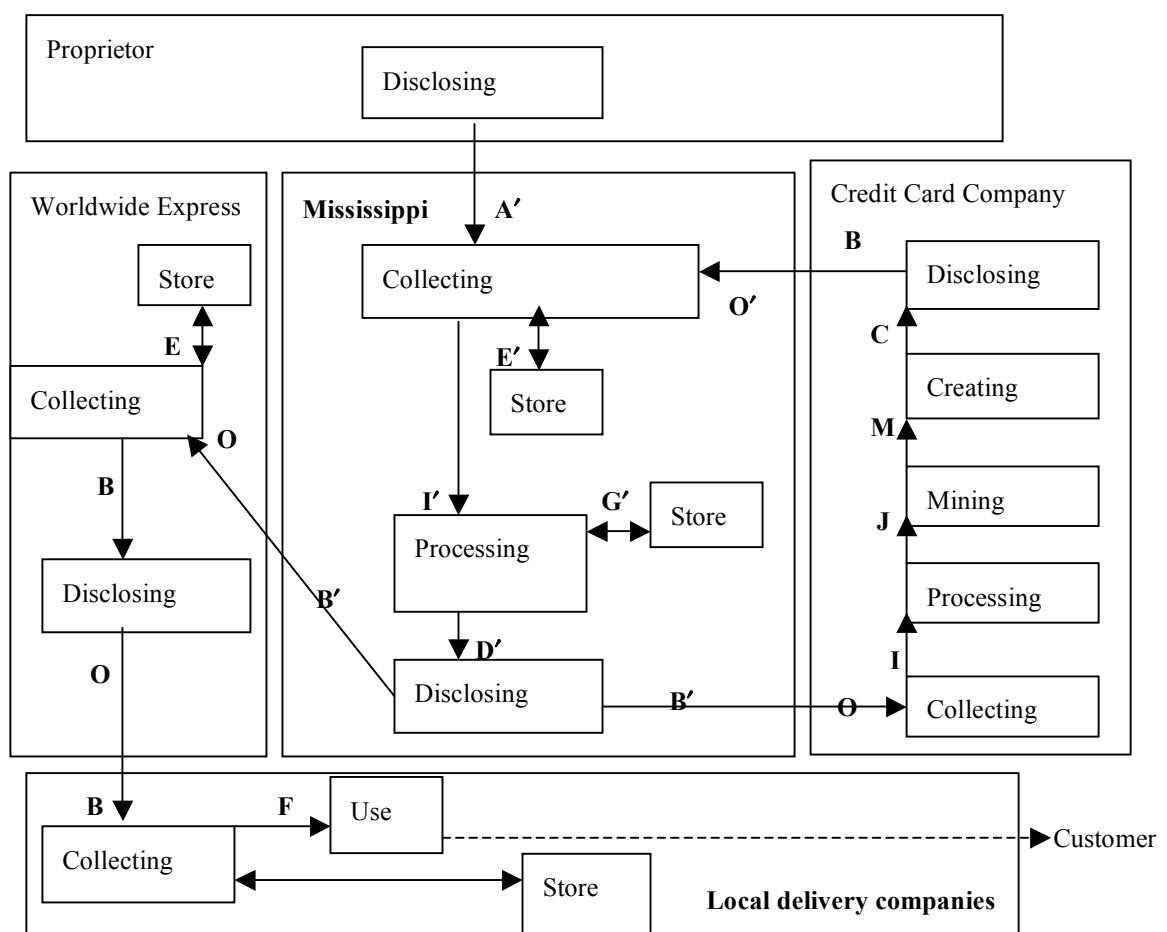 Proprietor
Disclosing
A′
Worldwide Express
Store
E
Collecting
O
B
Disclosing
O
Mississippi
Collecting
O′
E′
Store
I′
G′
Store
Processing
B′
D′
Disclosing
B′
Credit Card Company
B
Disclosing
C
Creating
M
Mining
J
Processing
I
O
Collecting
B
F
Use
Collecting
Customer
Store
Local delivery companies